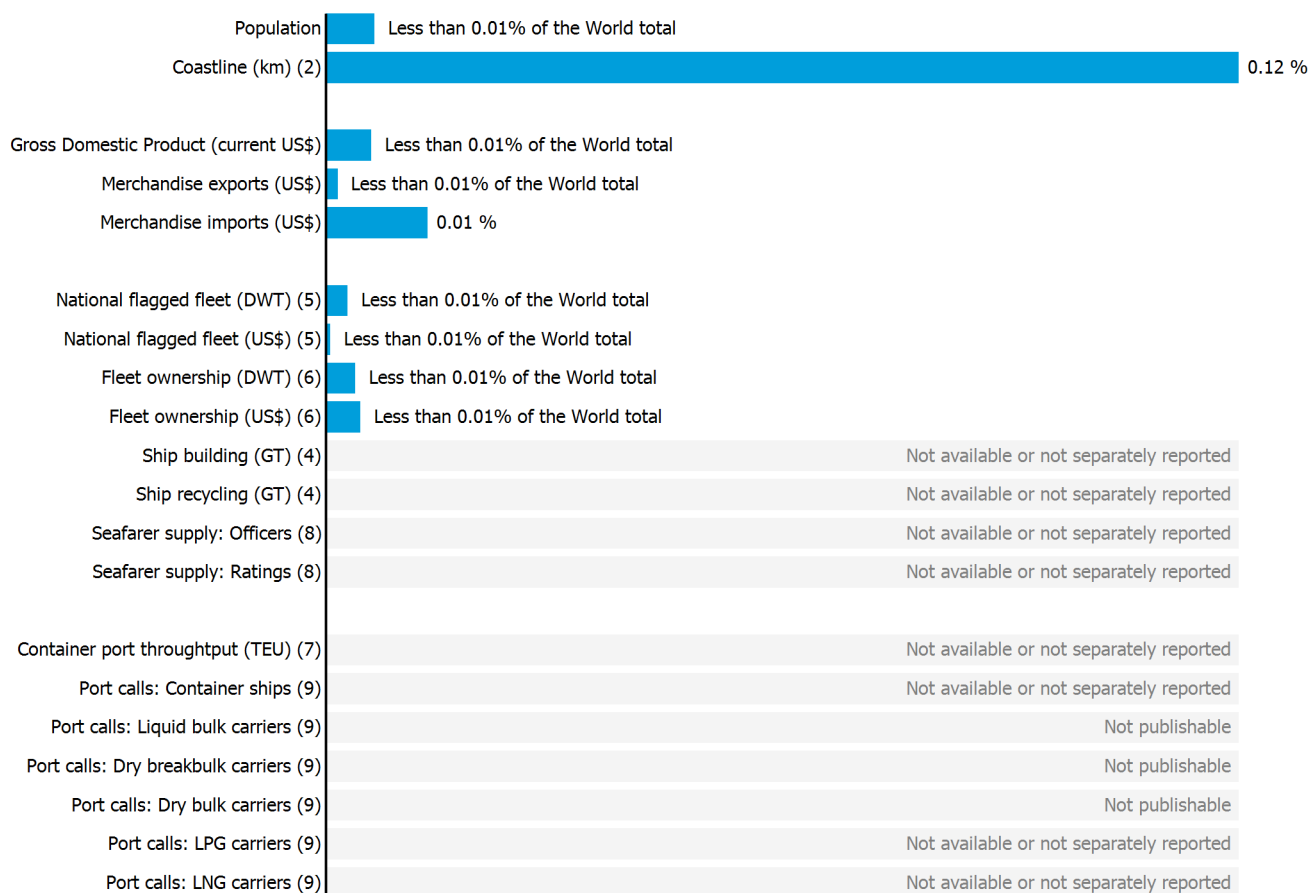 Population Less than 0.01% of the World total
Coastline (km) (2) 0.12 %
Gross Domestic Product (current US$) Less than 0.01% of the World total
Merchandise exports (US$) Less than 0.01% of the World total
Merchandise imports (US$) 0.01 %
National flagged fleet (DWT) (5) Less than 0.01% of the World total
National flagged fleet (US$) (5) Less than 0.01% of the World total
Fleet ownership (DWT) (6) Less than 0.01% of the World total
Fleet ownership (US$) (6) Less than 0.01% of the World total
Ship building (GT) (4) Not available or not separately reported
Ship recycling (GT) (4) Not available or not separately reported
Seafarer supply: Officers (8) Not available or not separately reported
Seafarer supply: Ratings (8) Not available or not separately reported
Container port throughtput (TEU) (7) Not available or not separately reported
Port calls: Container ships (9) Not available or not separately reported
Port calls: Liquid bulk carriers (9) Not publishable
Port calls: Dry breakbulk carriers (9) Not publishable
Port calls: Dry bulk carriers (9) Not publishable
Port calls: LPG carriers (9) Not available or not separately reported
Port calls: LNG carriers (9) Not available or not separately reported